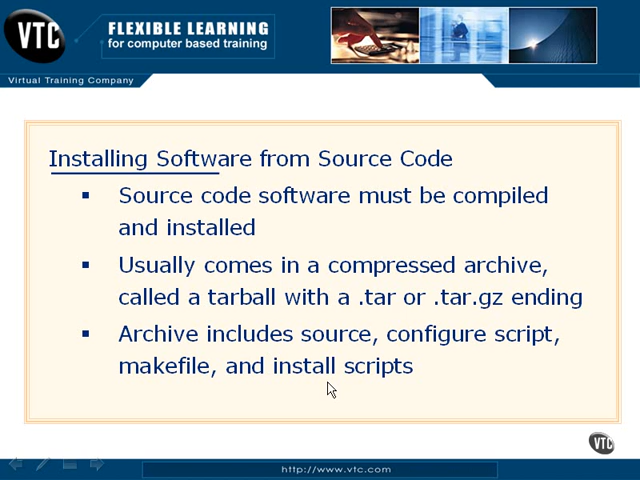 VTC
FLEXIBLE LEARNING
for computer based training
Virtual Training Company
Installing Software from Source Code
Source code software must be compiled
and installed
Usually comes in a compressed archive,
called a tarball with a .tar or .tar.gz ending
Archive includes source, configure script,
makefile, and install scripts
VTC
http://www.vtc.com